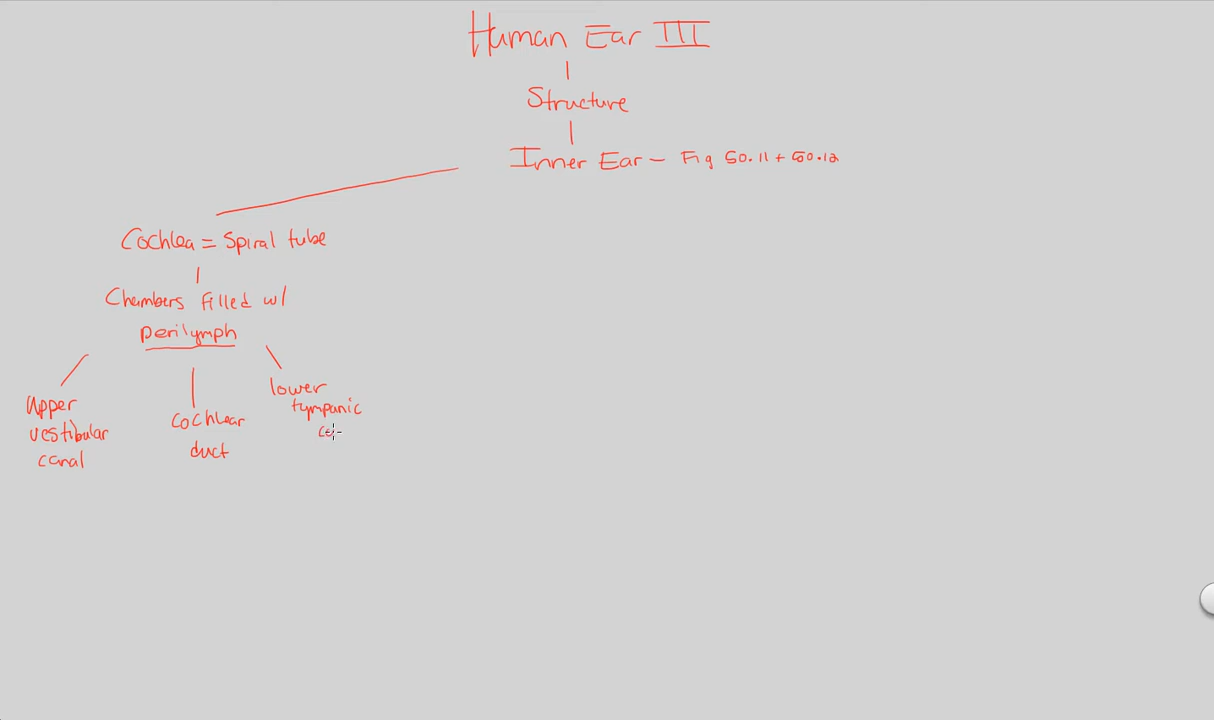 Human Ear III
Structure
Inner Ear - Fig 50.11 + 50.12
Cochlea = Spiral tube
Chambers filled w/
perilymph
Upper
vestibular
canal
cochlear
duct
lower
tympanic
ca